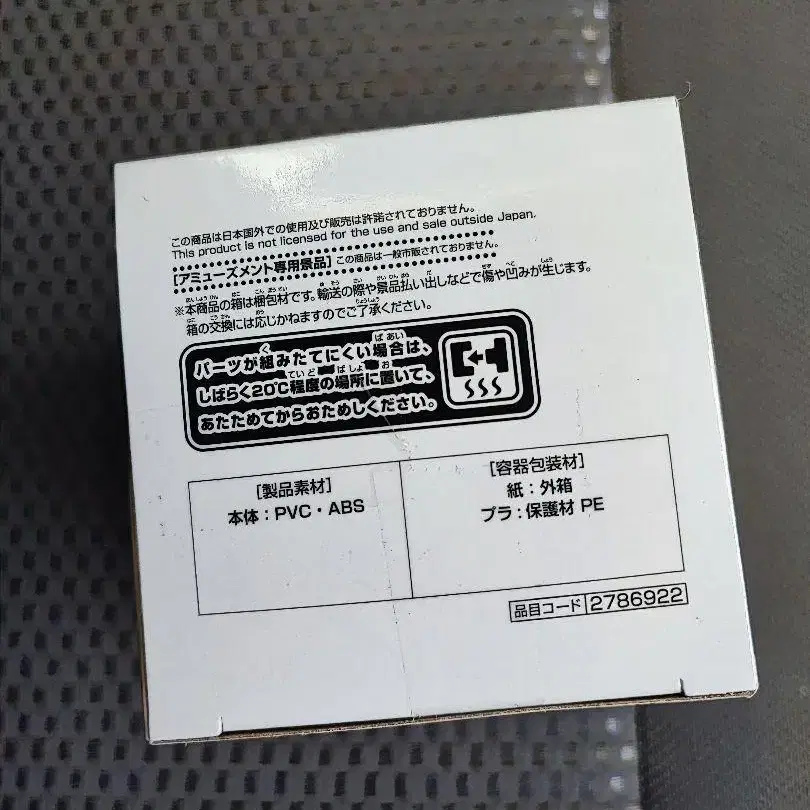 この商品は日本国外での使用及び販売は許諾されておりません。
This product is not licensed for the use and sale outside Japan.
[アミューズメント専用景品] この商品は一般市販されておりません。
※本商品の箱は梱包材です。輸送の際や景品払い出しなどで傷や凹みが生じます。
箱の交換には応じかねますのでご了承ください。
パーツが組みたてにくい場合は、
しばらく20℃程度の場所に置いて、
あたためてからおためしください。
[製品素材]
本体：PVC・ABS
[容器包装材]
紙：外箱
プラ：保護材 PE
品目コード 2786922